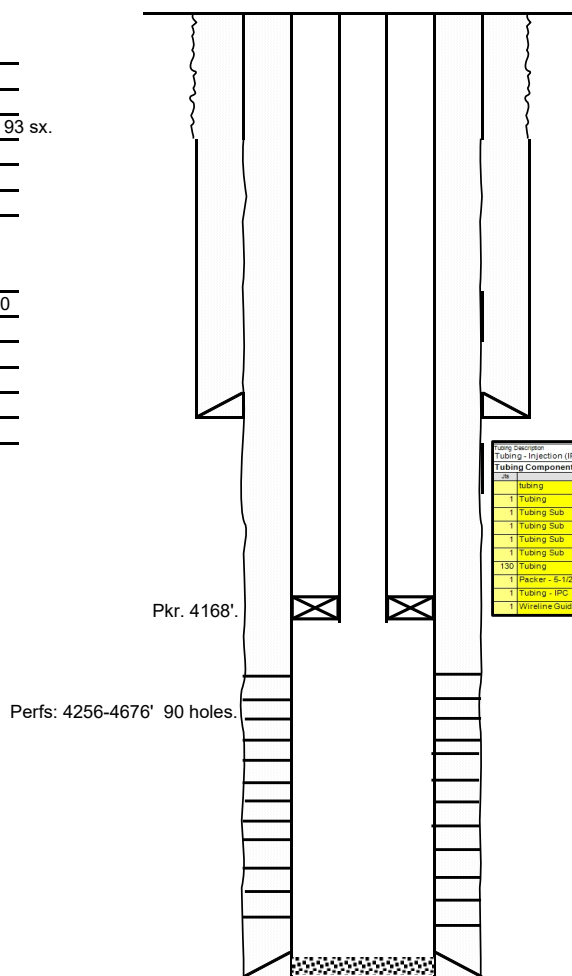 93 sx.
0
Tubing Description
Tubing - Injection (IP
Tubing Component
Jts
tubing
1 Tubing
1 Tubing Sub
1 Tubing Sub
1 Tubing Sub
1 Tubing Sub
130 Tubing
1 Packer - 5-1/2
1 Tubing - IPC
1 Wireline Guid
Pkr. 4168'.
Perfs: 4256-4676' 90 holes.